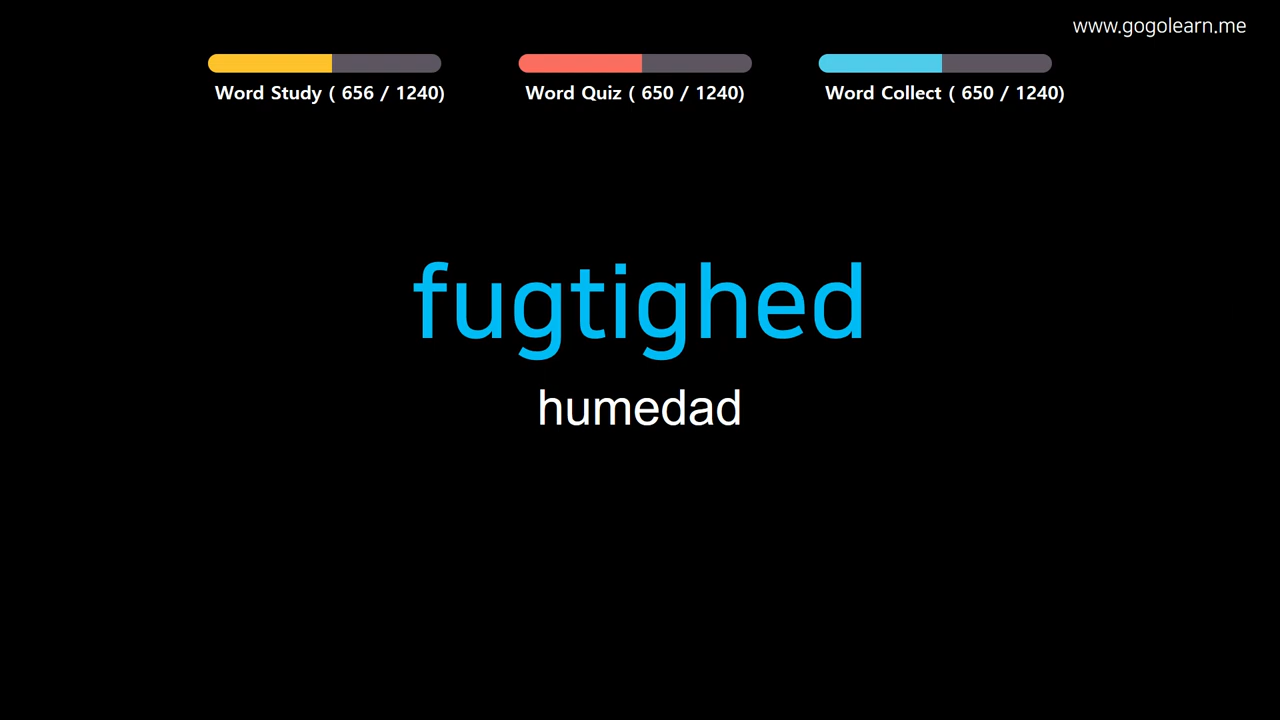 www.gogolearn.me
Word Study ( 656 / 1240)
Word Quiz ( 650 / 1240)
Word Collect ( 650 / 1240)
fugtighed
humedad